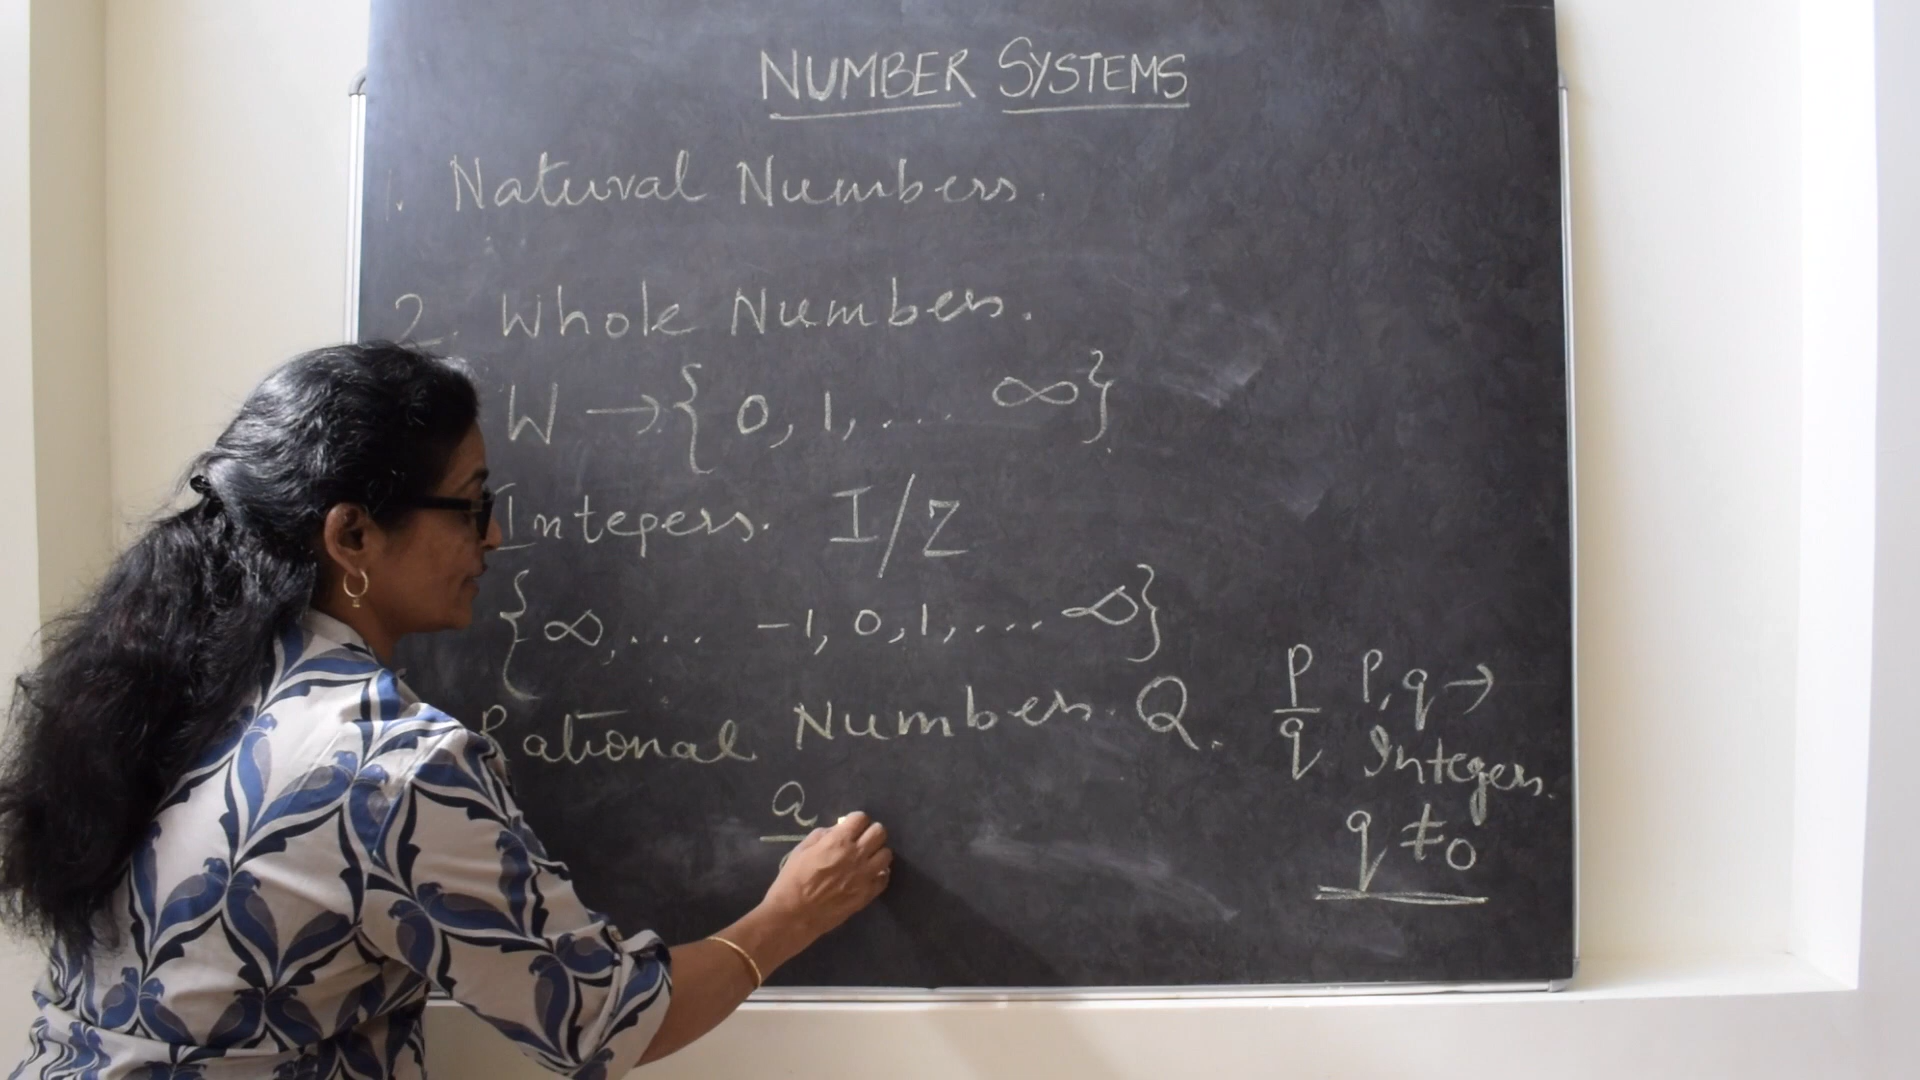 NUMBER SYSTEMS
1. Natural Numbers.
2. Whole Numbers.
W → { 0, 1, ... ∞}
Integers. I/Z
{∞, ... -1, 0, 1, ... ∞}
Rational Numbers. Q.
p/q p, q →
Integers.
q ≠ 0
a